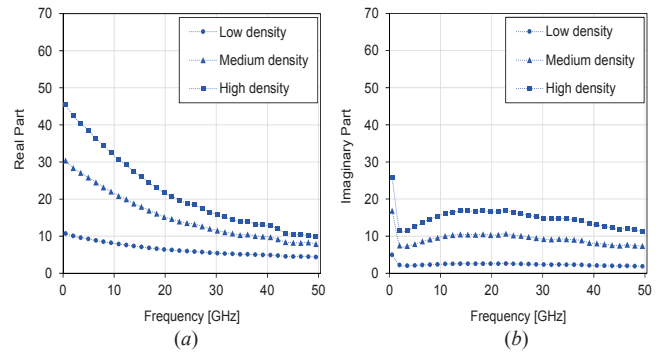 70
60
50
40
30
20
10
0
Real Part
Low density
Medium density
High density
0 10 20 30 40 50
Frequency [GHz]
(a)
70
60
50
40
30
20
10
0
Imaginary Part
Low density
Medium density
High density
0 10 20 30 40 50
Frequency [GHz]
(b)